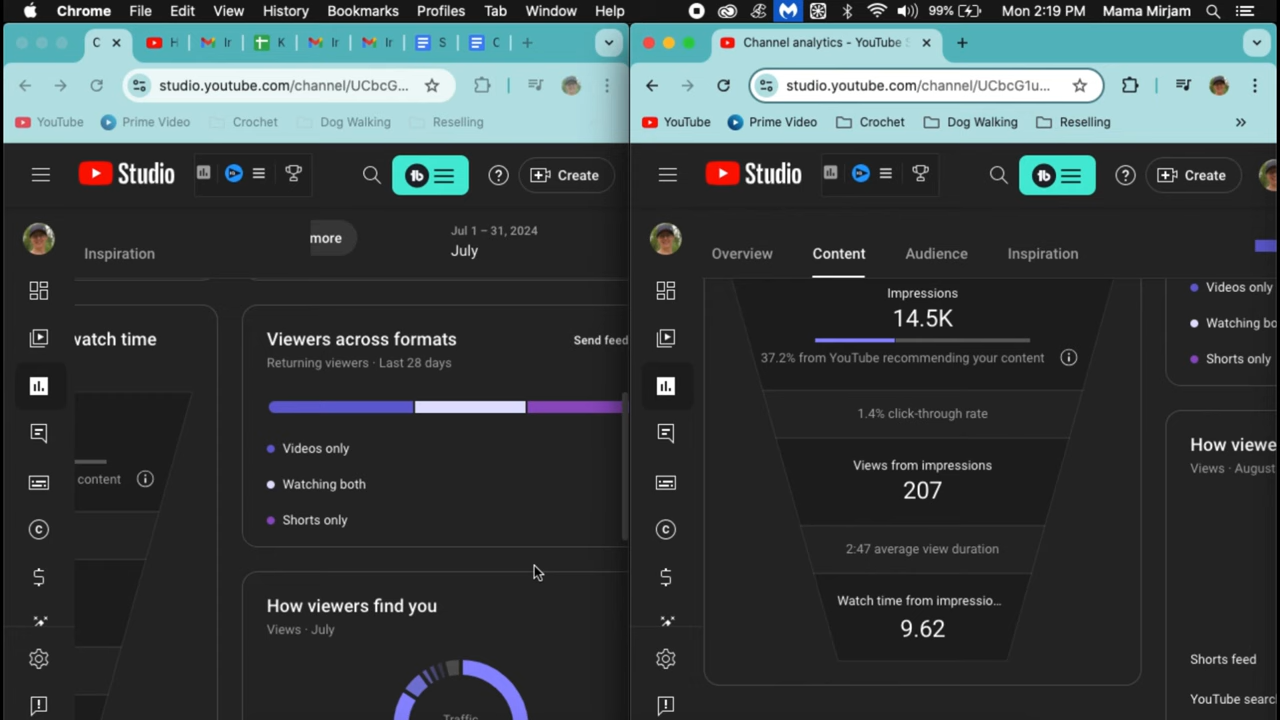 Chrome File Edit View History Bookmarks Profiles Tab Window Help 99% Mon 2:19 PM Mama Mirjam
C H Ir K Ir Ir S C
studio.youtube.com/channel/UCbcG...
YouTube Prime Video Crochet Dog Walking Reselling
Studio Create
more
Jul 1 – 31, 2024
July
Inspiration
watch time
content
Viewers across formats
Send feed
Returning viewers · Last 28 days
Videos only
Watching both
Shorts only
How viewers find you
Views · July
Traffic
Channel analytics - YouTube S
studio.youtube.com/channel/UCbcG1u...
YouTube Prime Video Crochet Dog Walking Reselling
Studio Create
Overview Content Audience Inspiration
Impressions
14.5K
37.2% from YouTube recommending your content
1.4% click-through rate
Views from impressions
207
2:47 average view duration
Watch time from impressio...
9.62
Videos only
Watching bo
Shorts only
How viewe
Views · August
Shorts feed
YouTube searc